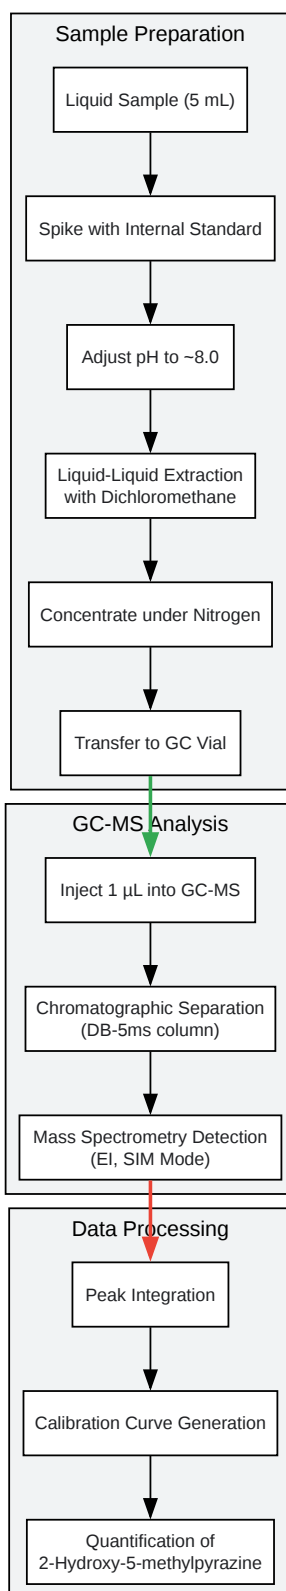 Sample Preparation
Liquid Sample (5 mL)
Spike with Internal Standard
Adjust pH to ~8.0
Liquid-Liquid Extraction
with Dichloromethane
Concentrate under Nitrogen
Transfer to GC Vial
GC-MS Analysis
Inject 1 µL into GC-MS
Chromatographic Separation
(DB-5ms column)
Mass Spectrometry Detection
(EI, SIM Mode)
Data Processing
Peak Integration
Calibration Curve Generation
Quantification of
2-Hydroxy-5-methylpyrazine